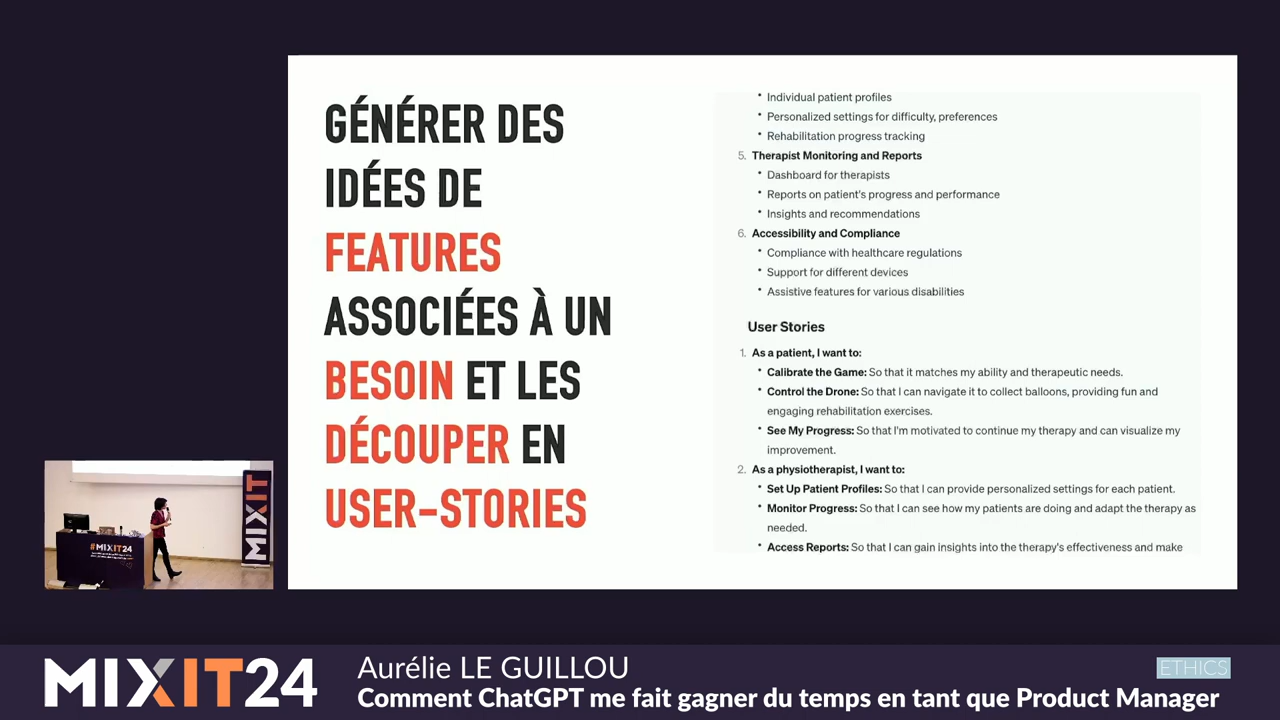 GÉNÉRER DES
IDÉES DE
FEATURES
ASSOCIÉES À UN
BESOIN ET LES
DÉCOUPER EN
USER-STORIES
• Individual patient profiles
• Personalized settings for difficulty, preferences
• Rehabilitation progress tracking
5. Therapist Monitoring and Reports
• Dashboard for therapists
• Reports on patient's progress and performance
• Insights and recommendations
6. Accessibility and Compliance
• Compliance with healthcare regulations
• Support for different devices
• Assistive features for various disabilities
User Stories
1. As a patient, I want to:
• Calibrate the Game: So that it matches my ability and therapeutic needs.
• Control the Drone: So that I can navigate it to collect balloons, providing fun and
engaging rehabilitation exercises.
• See My Progress: So that I'm motivated to continue my therapy and can visualize my
improvement.
2. As a physiotherapist, I want to:
• Set Up Patient Profiles: So that I can provide personalized settings for each patient.
• Monitor Progress: So that I can see how my patients are doing and adapt the therapy as
needed.
• Access Reports: So that I can gain insights into the therapy's effectiveness and make
MIXIT
#MIXIT24
MIXIT24
Aurélie LE GUILLOU
ETHICS
Comment ChatGPT me fait gagner du temps en tant que Product Manager